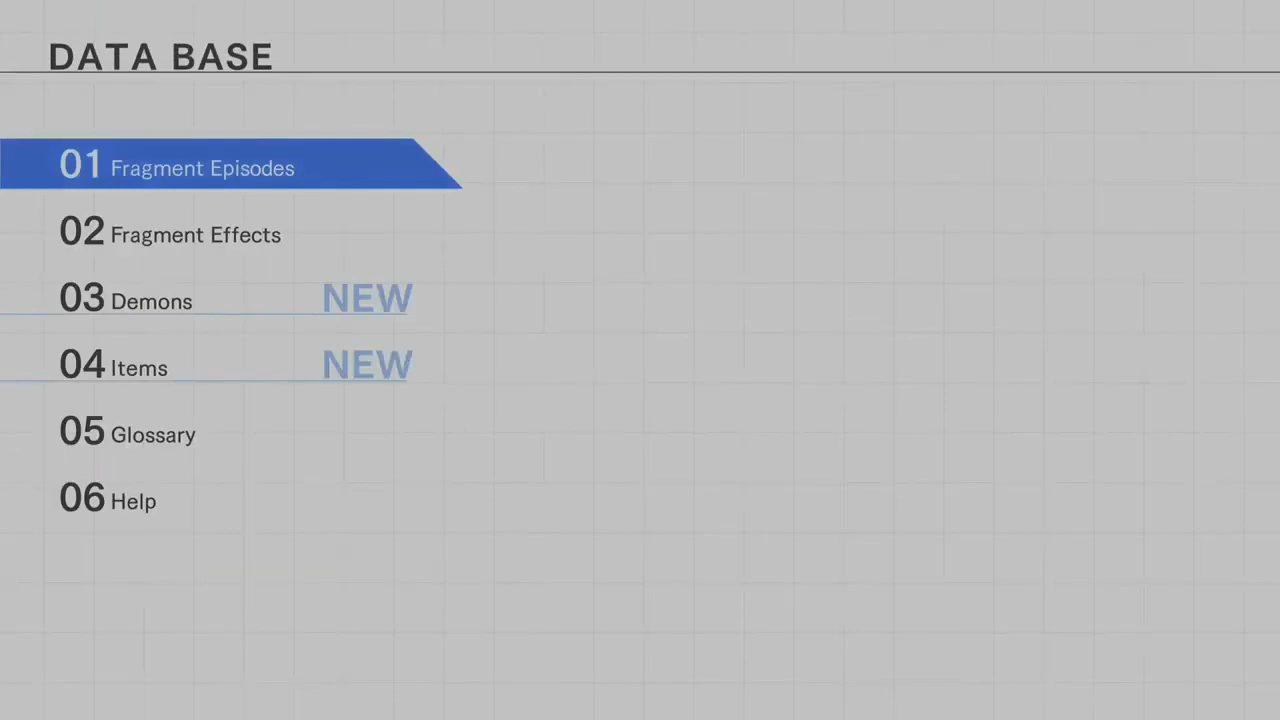 DATA BASE
01 Fragment Episodes
02 Fragment Effects
03 Demons NEW
04 Items NEW
05 Glossary
06 Help